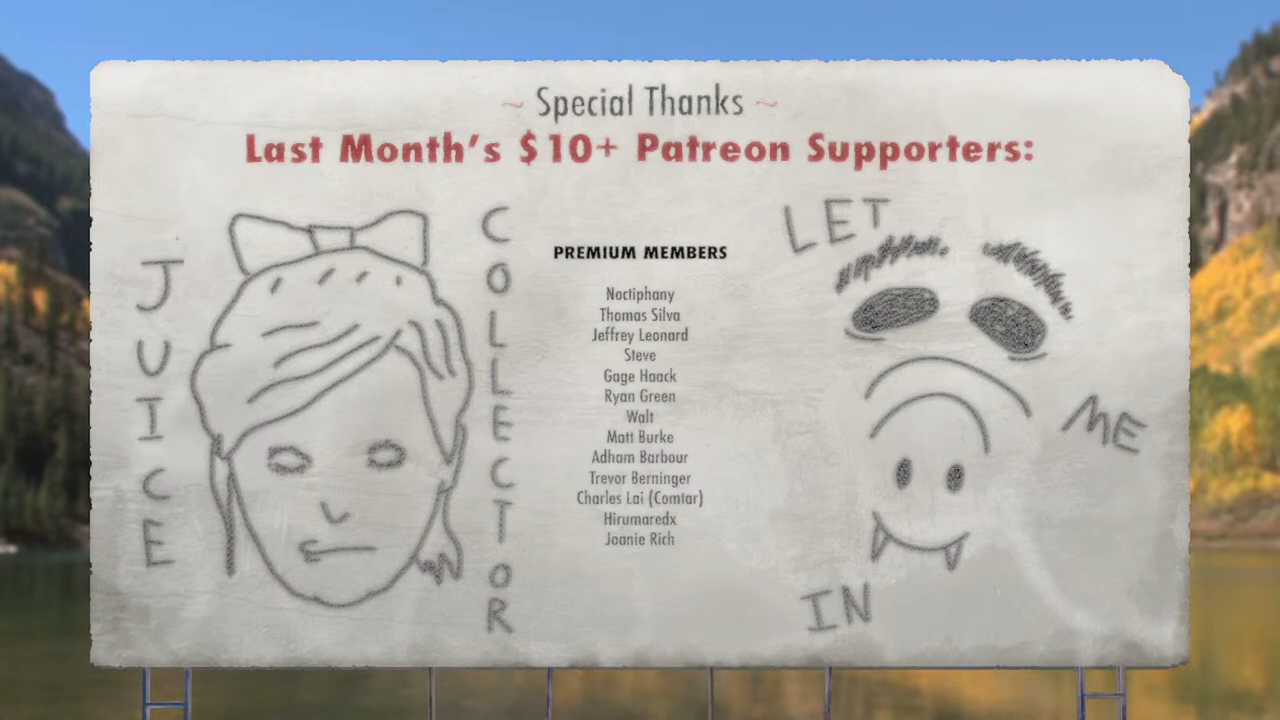 ~ Special Thanks ~
Last Month's $10+ Patreon Supporters:
JUICE
COLLECTOR
PREMIUM MEMBERS
Noctiphany
Thomas Silva
Jeffrey Leonard
Steve
Gage Haack
Ryan Green
Walt
Matt Burke
Adham Barbour
Trevor Berninger
Charles Lai (Comtar)
Hirumaredx
Joanie Rich
LET
ME
IN